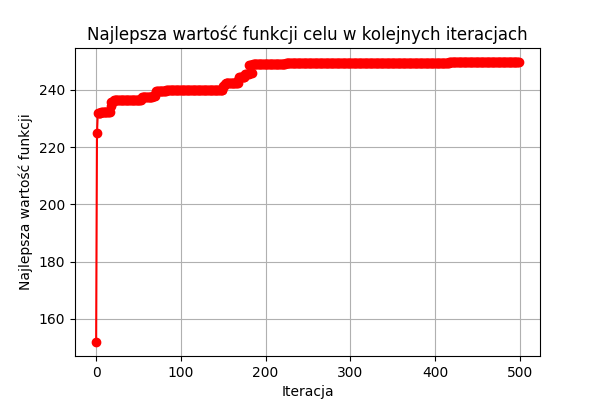 Najlepsza wartość funkcji celu w kolejnych iteracjach
Najlepsza wartość funkcji
240
220
200
180
160
0 100 200 300 400 500
Iteracja